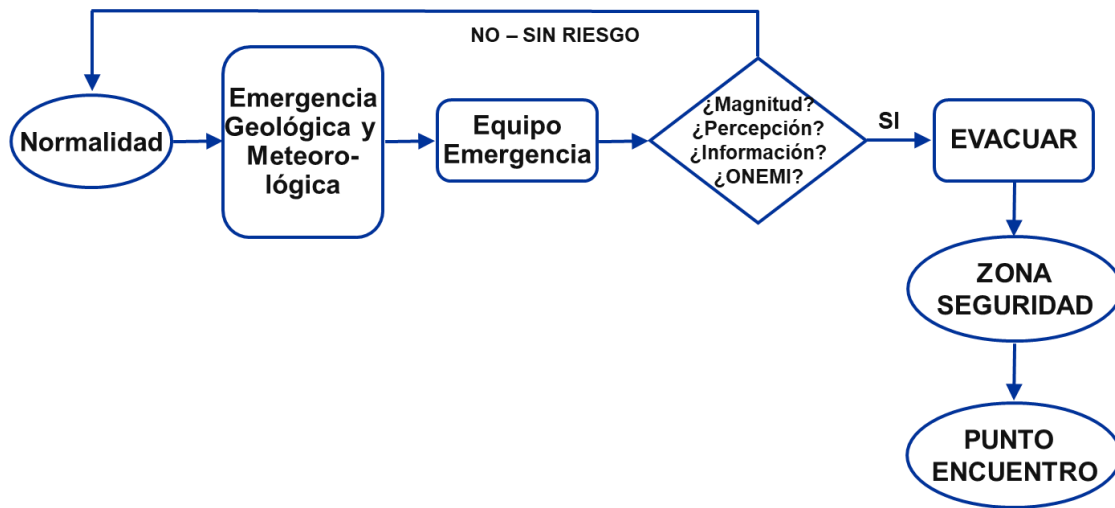 NO – SIN RIESGO
Normalidad
Emergencia
Geológica y
Meteoro-
lógica
Equipo
Emergencia
¿Magnitud?
¿Percepción?
¿Información?
¿ONEMI?
SI
EVACUAR
ZONA
SEGURIDAD
PUNTO
ENCUENTRO